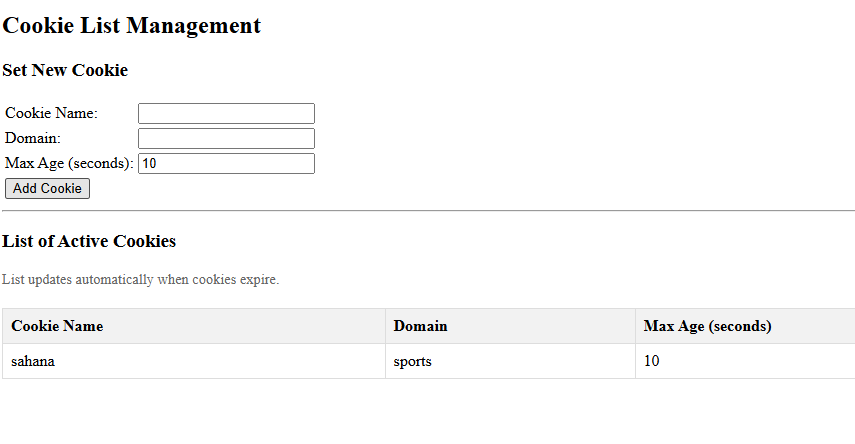 Cookie List Management
Set New Cookie
Cookie Name:
Domain:
Max Age (seconds): 10
Add Cookie
List of Active Cookies
List updates automatically when cookies expire.
Cookie Name Domain Max Age (seconds)
sahana sports 10